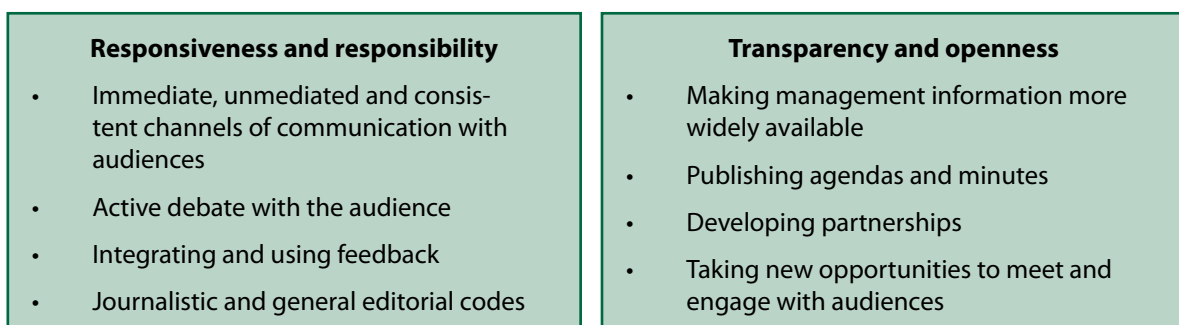 Responsiveness and responsibility
• Immediate, unmediated and consis-
tent channels of communication with
audiences
• Active debate with the audience
• Integrating and using feedback
• Journalistic and general editorial codes
Transparency and openness
• Making management information more
widely available
• Publishing agendas and minutes
• Developing partnerships
• Taking new opportunities to meet and
engage with audiences